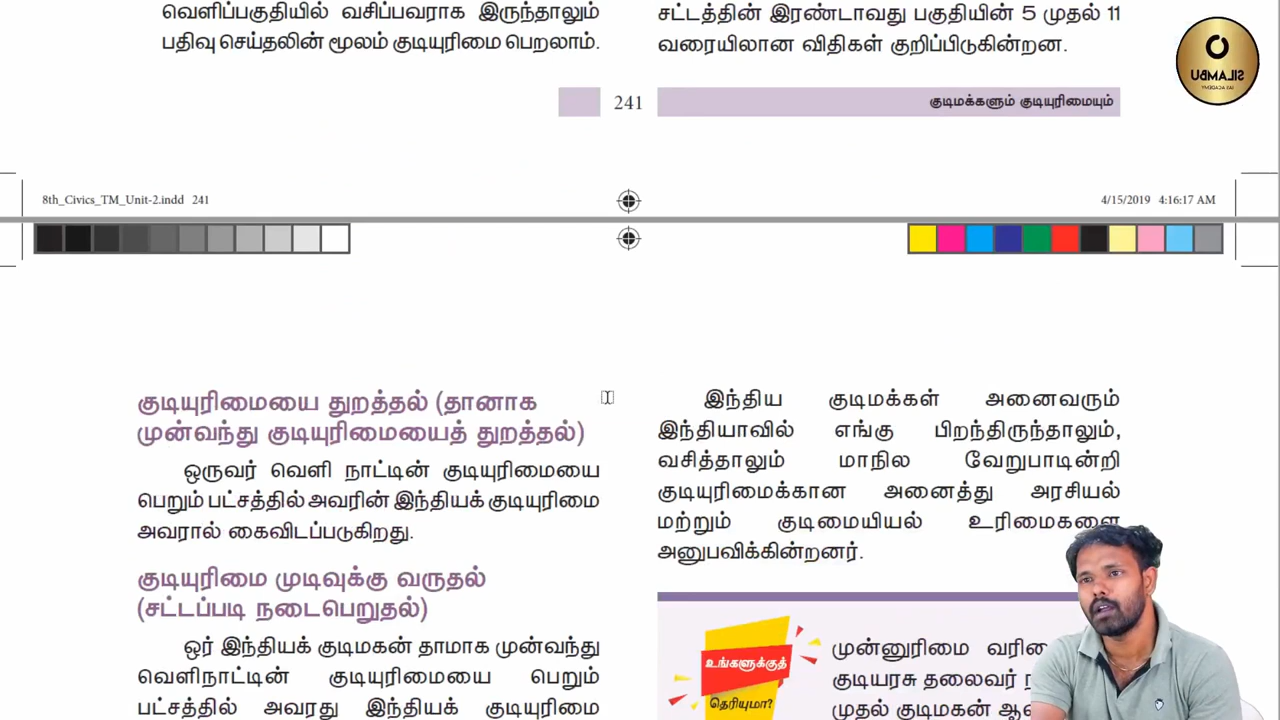 வெளிப்பகுதியில் வசிப்பவராக இருந்தாலும்
பதிவு செய்தலின் மூலம் குடியுரிமை பெறலாம்.
சட்டத்தின் இரண்டாவது பகுதியின் 5 முதல் 11
வரையிலான விதிகள் குறிப்பிடுகின்றன.
SILAMBU
IAS ACADEMY
241
குடிமக்களும் குடியுரிமையும்
8th_Civics_TM_Unit-2.indd 241
4/15/2019 4:16:17 AM
குடியுரிமையை துறத்தல் (தானாக
முன்வந்து குடியுரிமையைத் துறத்தல்)
ஒருவர் வெளி நாட்டின் குடியுரிமையை
பெறும் பட்சத்தில் அவரின் இந்தியக் குடியுரிமை
அவரால் கைவிடப்படுகிறது.
குடியுரிமை முடிவுக்கு வருதல்
(சட்டப்படி நடைபெறுதல்)
ஒர் இந்தியக் குடிமகன் தாமாக முன்வந்து
வெளிநாட்டின் குடியுரிமையை பெறும்
பட்சத்தில் அவரது இந்தியக் குடியுரிமை
இந்திய குடிமக்கள் அனைவரும்
இந்தியாவில் எங்கு பிறந்திருந்தாலும்,
வசித்தாலும் மாநில வேறுபாடின்றி
குடியுரிமைக்கான அனைத்து அரசியல்
மற்றும் குடிமையியல் உரிமைகளை
அனுபவிக்கின்றனர்.
உங்களுக்குத்
தெரியுமா?
முன்னுரிமை
குடியரசு தலைவர்
முதல் குடிமகன்